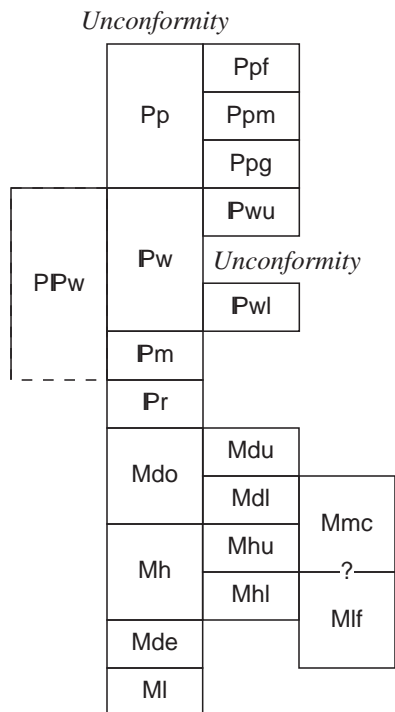 Unconformity
Ppf
Pp
Ppm
Ppg
ℙwu
ℙw
Unconformity
Pℙw
ℙwl
ℙm
ℙr
Mdu
Mdo
Mdl
Mmc
Mhu
Mh
?
Mhl
Mlf
Mde
Ml